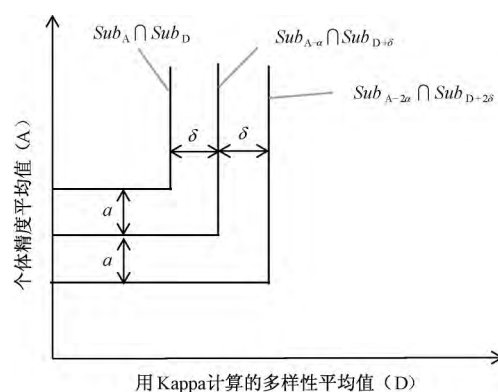 Sub_A∩Sub_D
Sub_{A-α}∩Sub_{D+δ}
Sub_{A-2α}∩Sub_{D+2δ}
δ
δ
a
a
个体精度平均值（A）
用Kappa计算的多样性平均值（D）